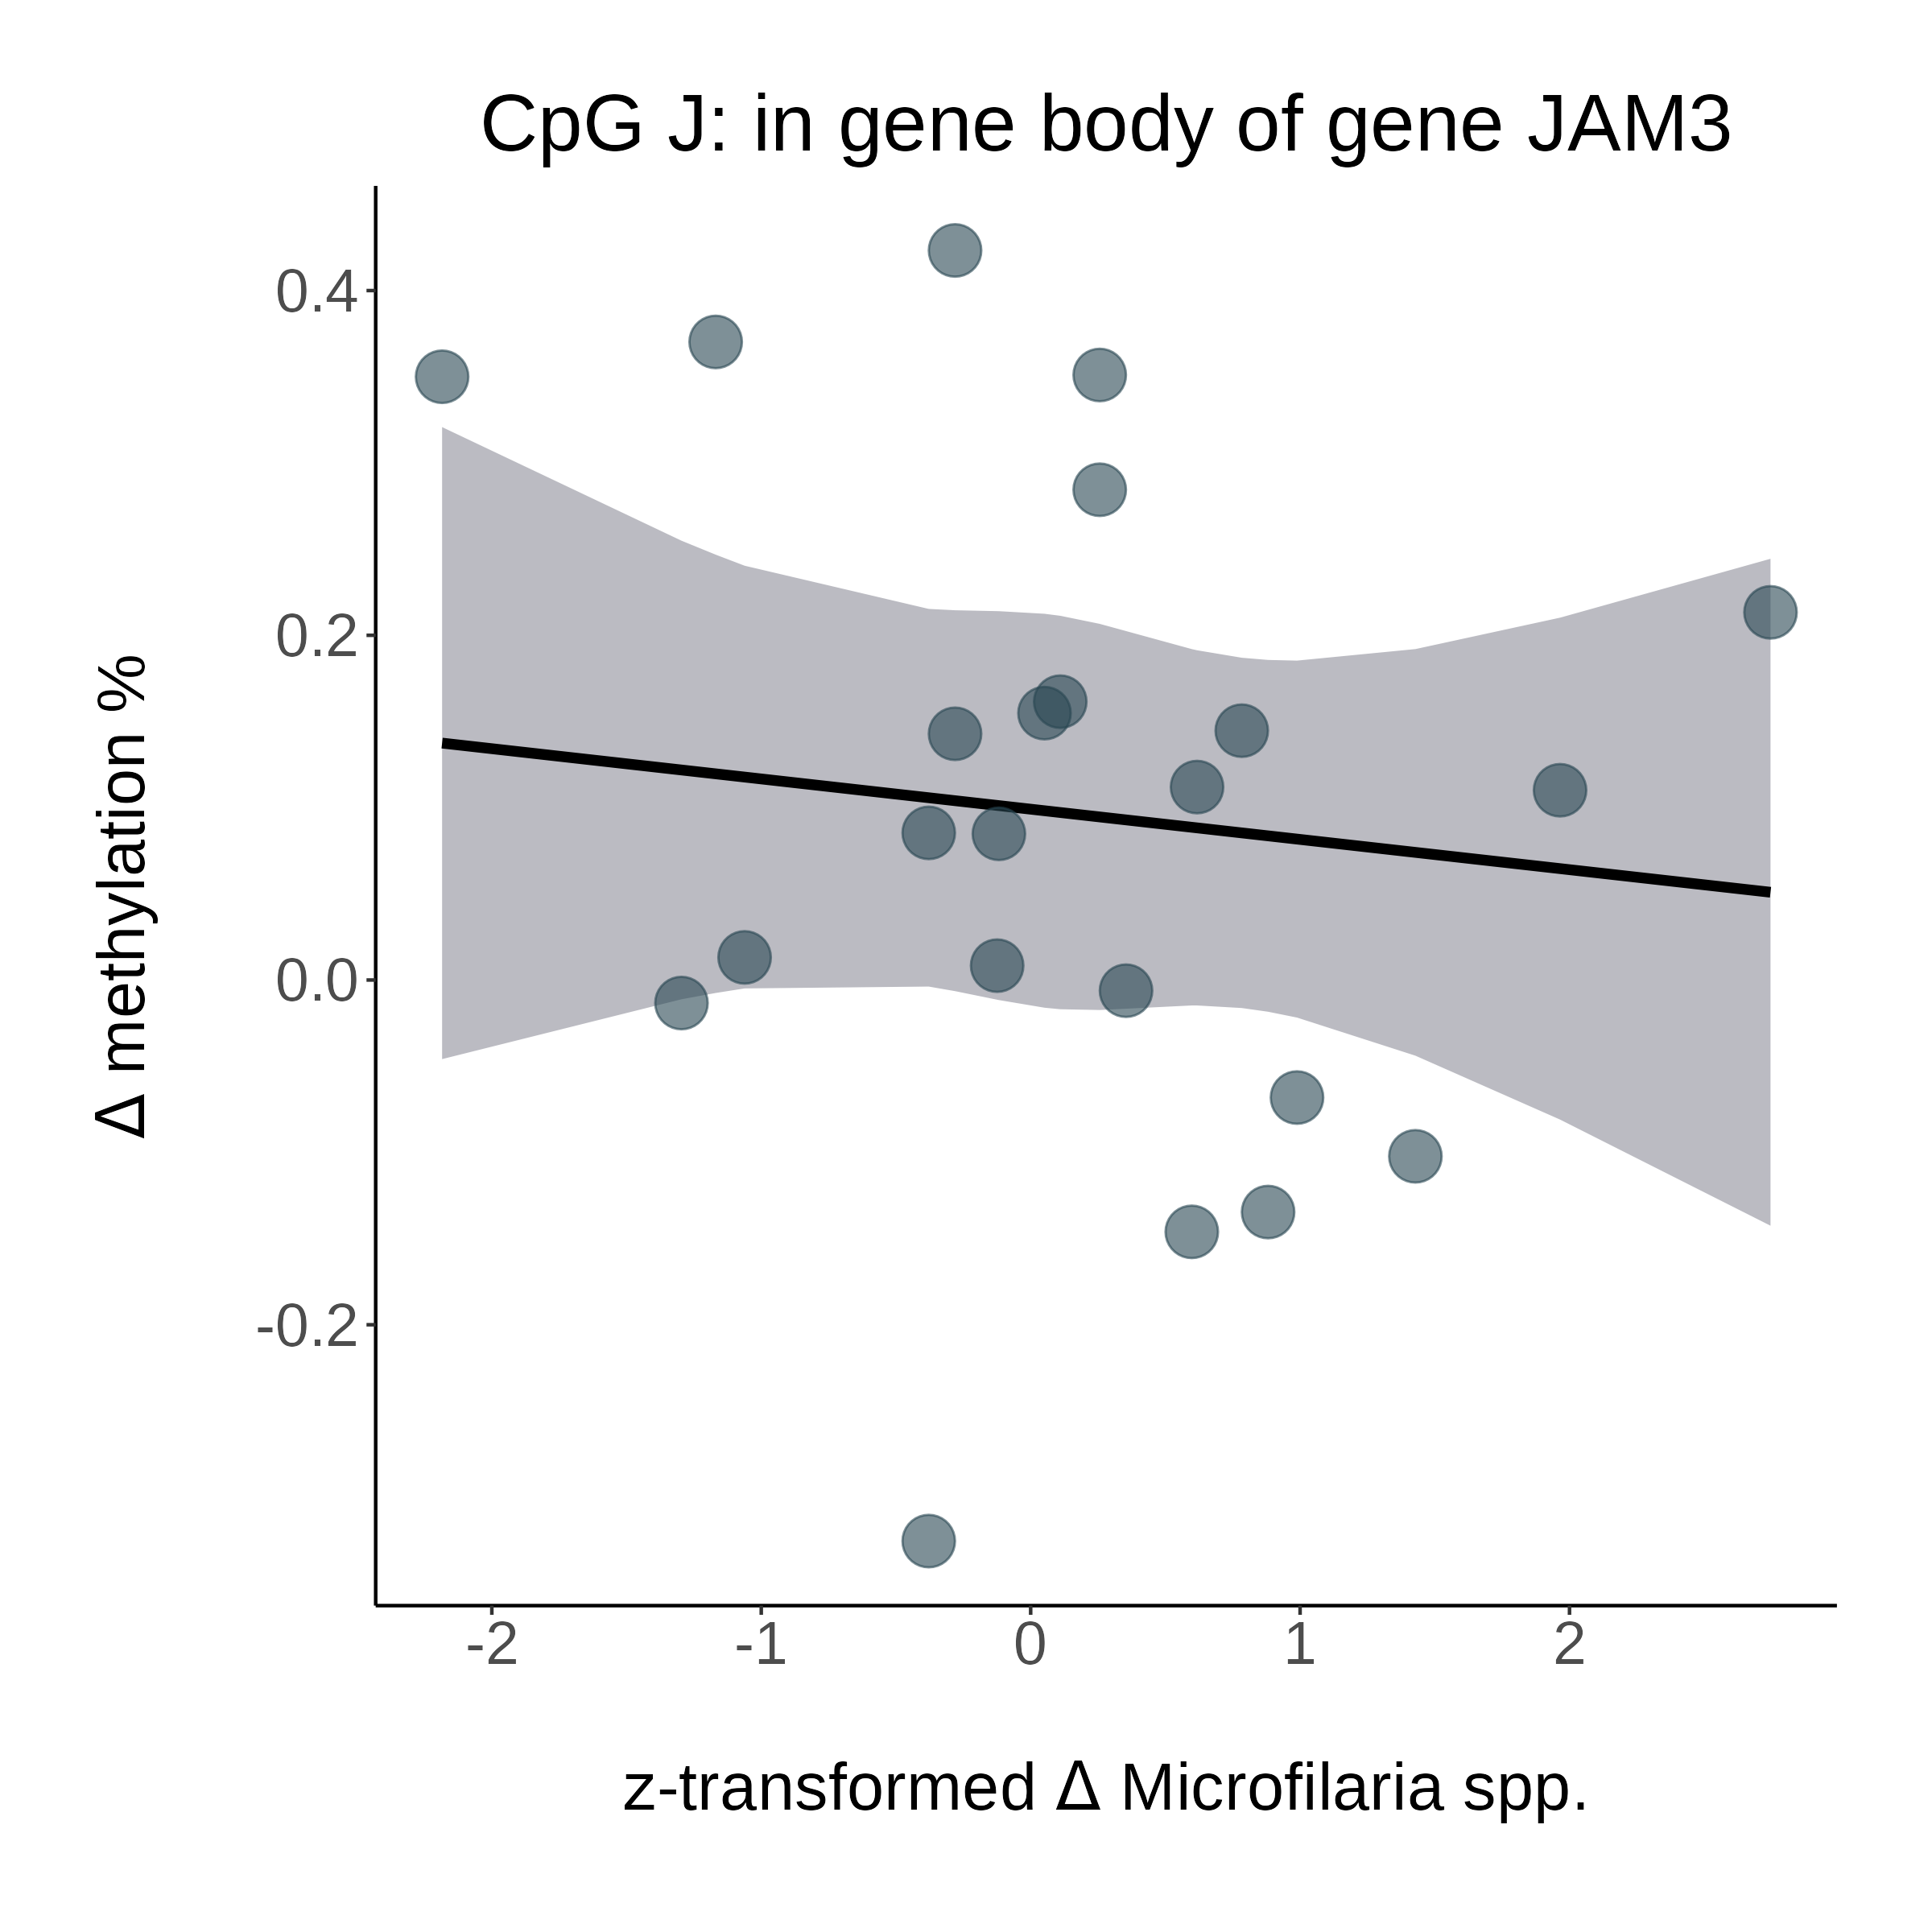 CpG J: in gene body of gene JAM3
0.4
0.2
0.0
-0.2
Δ methylation %
-2 -1 0 1 2
z-transformed Δ Microfilaria spp.